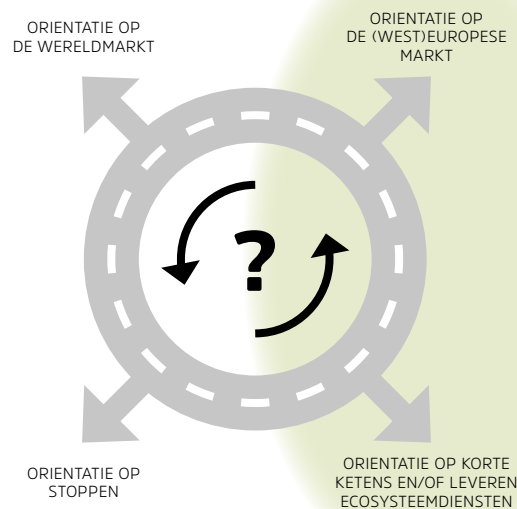 ORIENTATIE OP
DE WERELDMARKT
ORIENTATIE OP
DE (WEST)EUROPESE
MARKT
?
ORIENTATIE OP
STOPPEN
ORIENTATIE OP KORTE
KETENS EN/OF LEVEREN
ECOSYSTEEMDIENSTEN